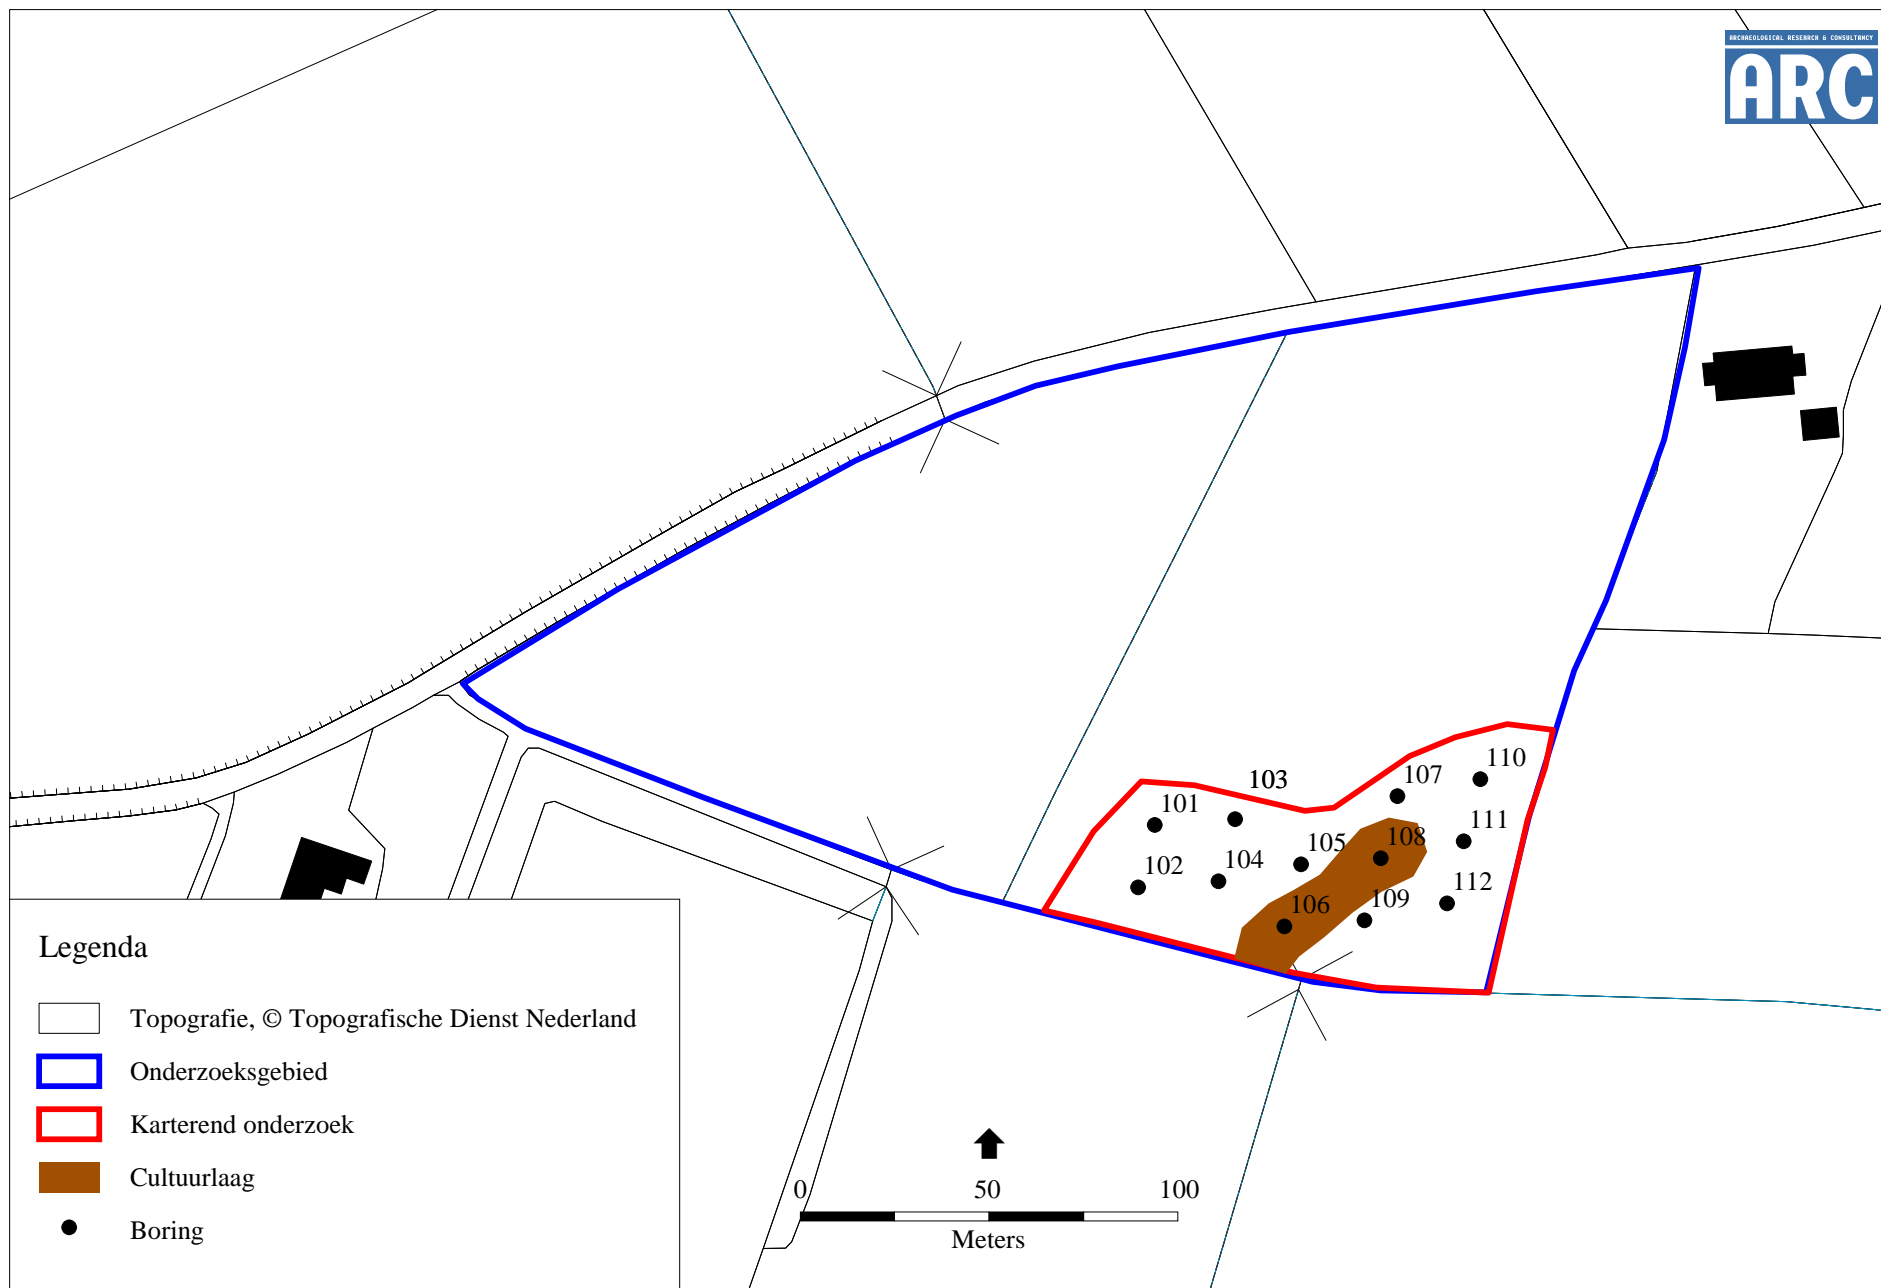 ARCHAEOLOGICAL RESEARCH & CONSULTANCY
ARC
110
107
103
101
111
105
108
104
102
112
109
106
Legenda
Topografie, © Topografische Dienst Nederland
Onderzoeksgebied
Karterend onderzoek
Cultuurlaag
Boring
0 50 100
Meters